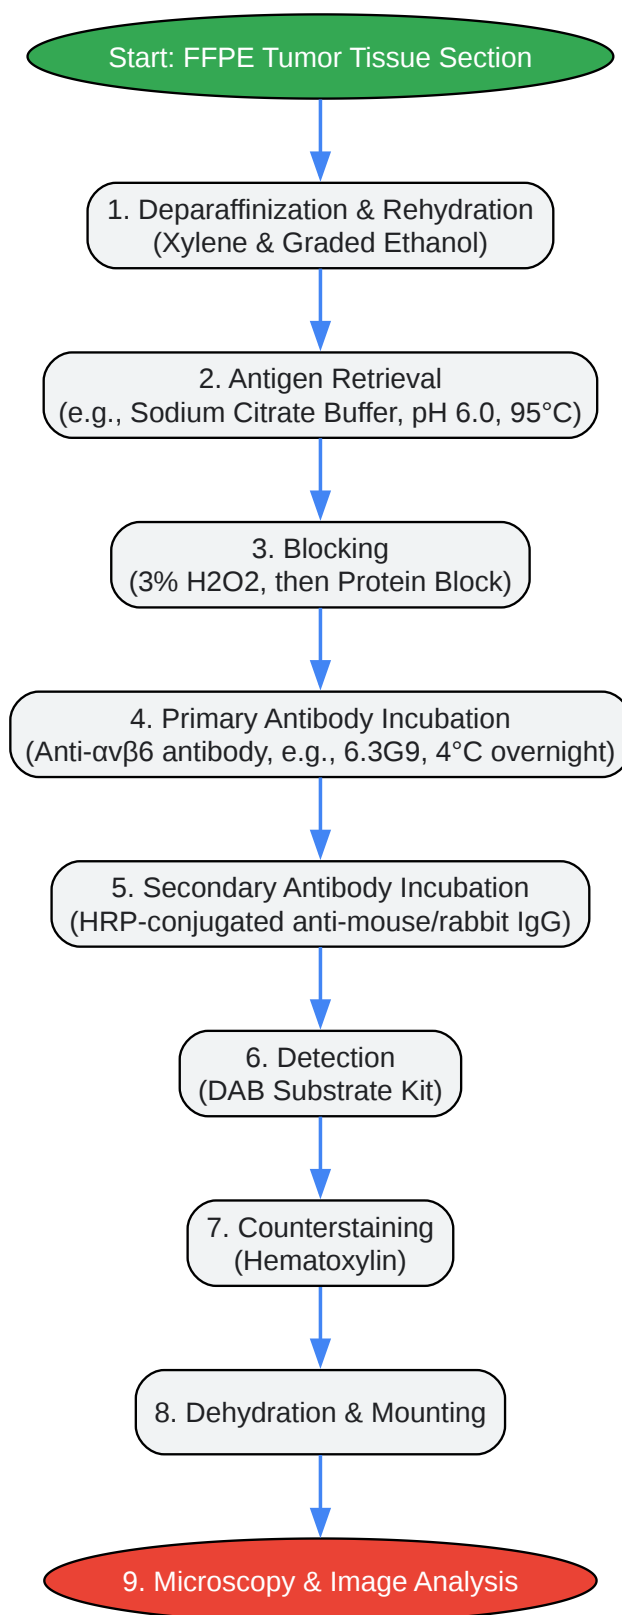 Start: FFPE Tumor Tissue Section
1. Deparaffinization & Rehydration
(Xylene & Graded Ethanol)
2. Antigen Retrieval
(e.g., Sodium Citrate Buffer, pH 6.0, 95°C)
3. Blocking
(3% H2O2, then Protein Block)
4. Primary Antibody Incubation
(Anti-αvβ6 antibody, e.g., 6.3G9, 4°C overnight)
5. Secondary Antibody Incubation
(HRP-conjugated anti-mouse/rabbit IgG)
6. Detection
(DAB Substrate Kit)
7. Counterstaining
(Hematoxylin)
8. Dehydration & Mounting
9. Microscopy & Image Analysis